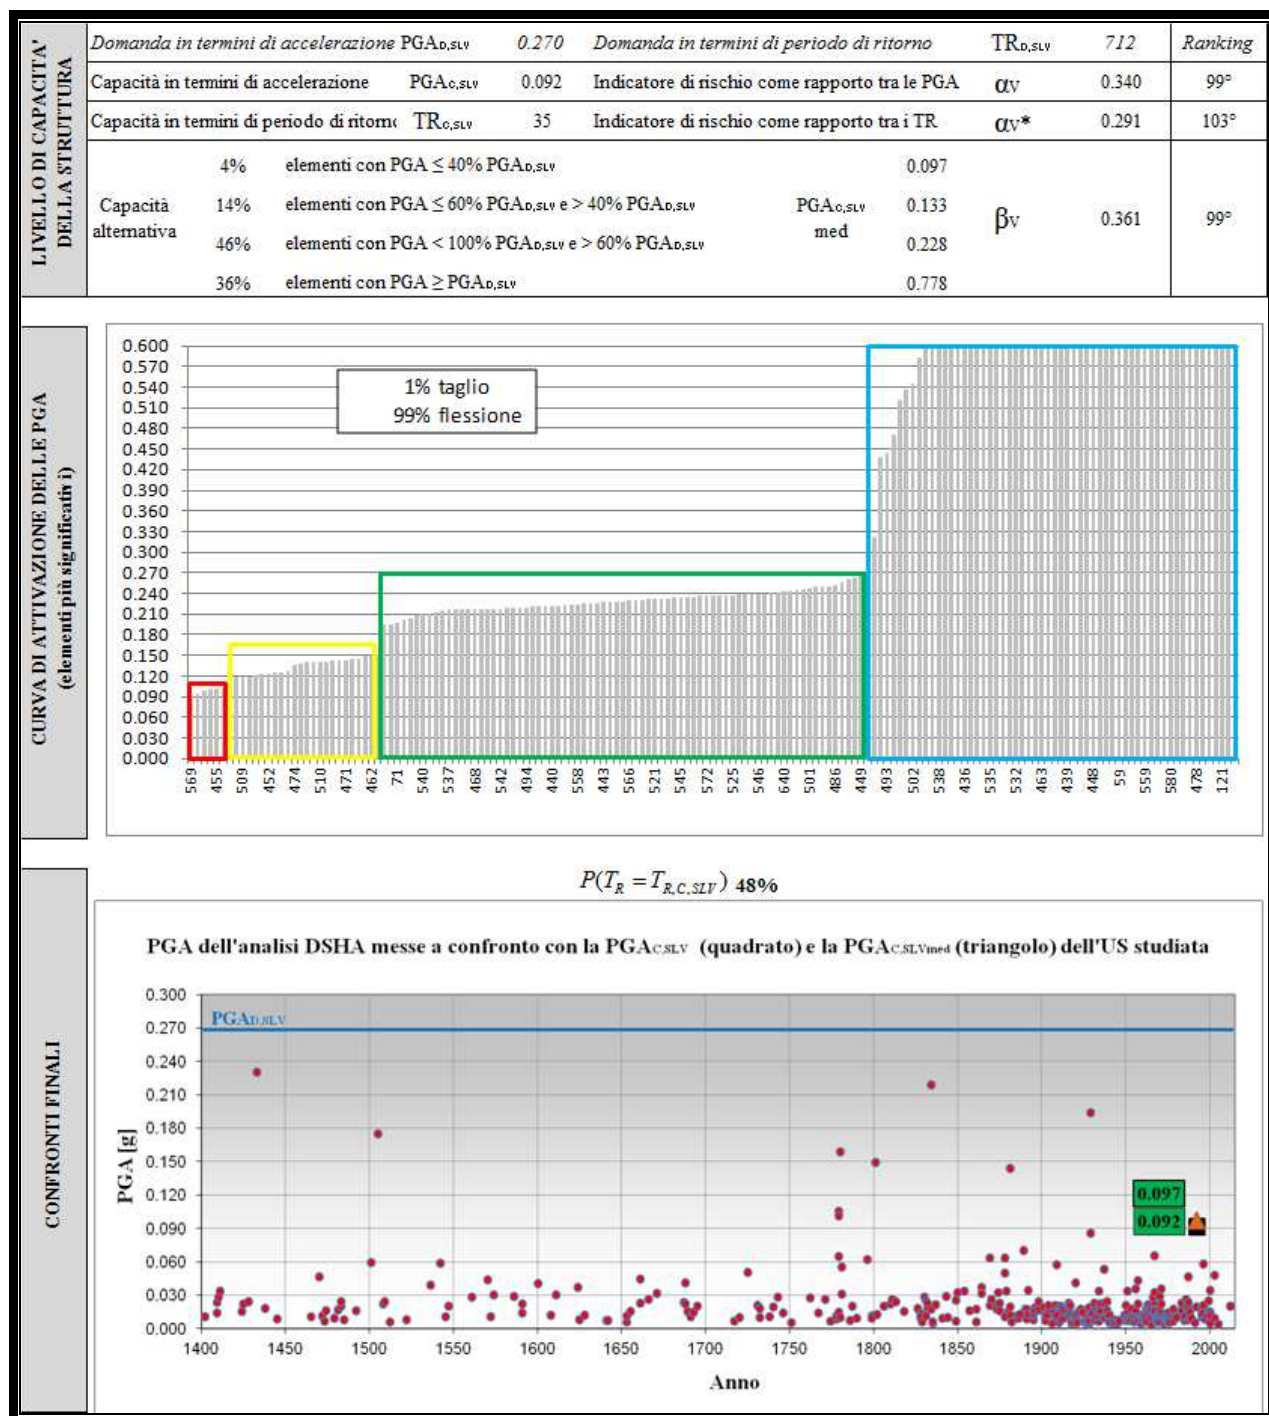 LIVELLO DI CAPACITA'
DELLA STRUTTURA
Domanda in termini di accelerazione PGAD,SLV 0.270 Domanda in termini di periodo di ritorno TRD,SLV 712 Ranking
Capacità in termini di accelerazione PGAC,SLV 0.092 Indicatore di rischio come rapporto tra le PGA αV 0.340 99°
Capacità in termini di periodo di ritorno TRC,SLV 35 Indicatore di rischio come rapporto tra i TR αV* 0.291 103°
Capacità
alternativa
4% elementi con PGA ≤ 40% PGAD,SLV 0.097
14% elementi con PGA ≤ 60% PGAD,SLV e > 40% PGAD,SLV 0.133
46% elementi con PGA < 100% PGAD,SLV e > 60% PGAD,SLV 0.228
36% elementi con PGA ≥ PGAD,SLV 0.778
PGAC,SLV
med
βV 0.361 99°
CURVA DI ATTIVAZIONE DELLE PGA
(elementi più significativi)
0.600
0.570
0.540
0.510
0.480
0.450
0.420
0.390
0.360
0.330
0.300
0.270
0.240
0.210
0.180
0.150
0.120
0.090
0.060
0.030
0.000
1% taglio
99% flessione
569 455 509 452 474 510 471 462 71 540 537 468 542 494 440 558 443 566 521 545 572 525 546 640 501 486 449 493 502 538 436 535 532 463 439 448 59 559 580 478 121
CONFRONTI FINALI
P(TR = TR,C,SLV) 48%
PGA dell'analisi DSHA messe a confronto con la PGAC,SLV (quadrato) e la PGAC,SLVmed (triangolo) dell'US studiata
PGA [g]
0.300
0.270
0.240
0.210
0.180
0.150
0.120
0.090
0.060
0.030
0.000
PGAD,SLV
0.097
0.092
1400 1450 1500 1550 1600 1650 1700 1750 1800 1850 1900 1950 2000
Anno